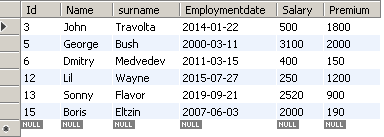 Id Name surname Employmentdate Salary Premium
3 John Travolta 2014-01-22 500 1800
5 George Bush 2000-03-11 3100 2000
6 Dmitry Medvedev 2011-03-15 400 150
12 Lil Wayne 2015-07-27 250 1200
13 Sonny Flavor 2019-09-21 2520 900
15 Boris Eltzin 2007-06-03 2000 190
NULL NULL NULL NULL NULL NULL